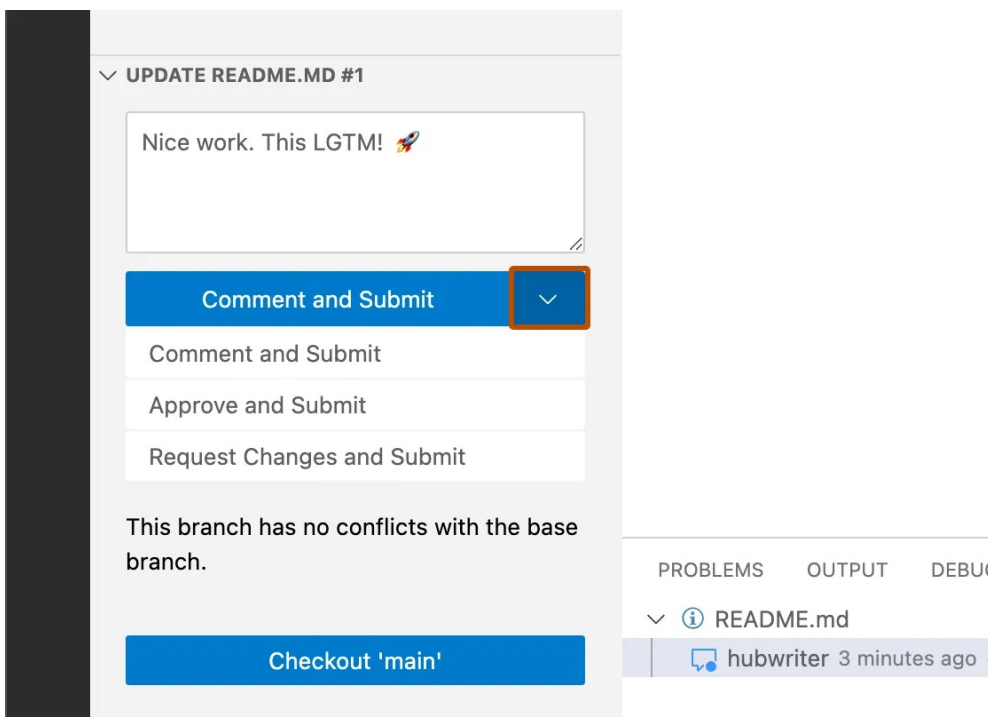 UPDATE README.MD #1
Nice work. This LGTM! 🚀
Comment and Submit
Comment and Submit
Approve and Submit
Request Changes and Submit
This branch has no conflicts with the base
branch.
Checkout 'main'
PROBLEMS OUTPUT
README.md
hubwriter 3 minutes ago